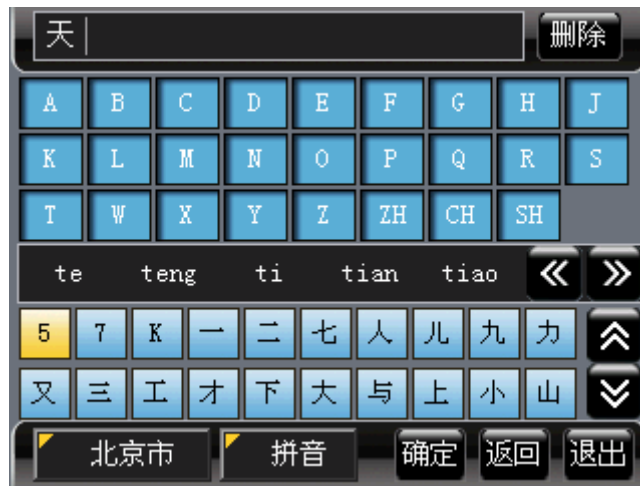 天 删除
A B C D E F G H J
K L M N O P Q R S
T W X Y Z ZH CH SH
te teng ti tian tiao
5 7 K 一 二 七 人 儿 九 力
又 三 工 才 下 大 与 上 小 山
北京市 拼音 确定 返回 退出